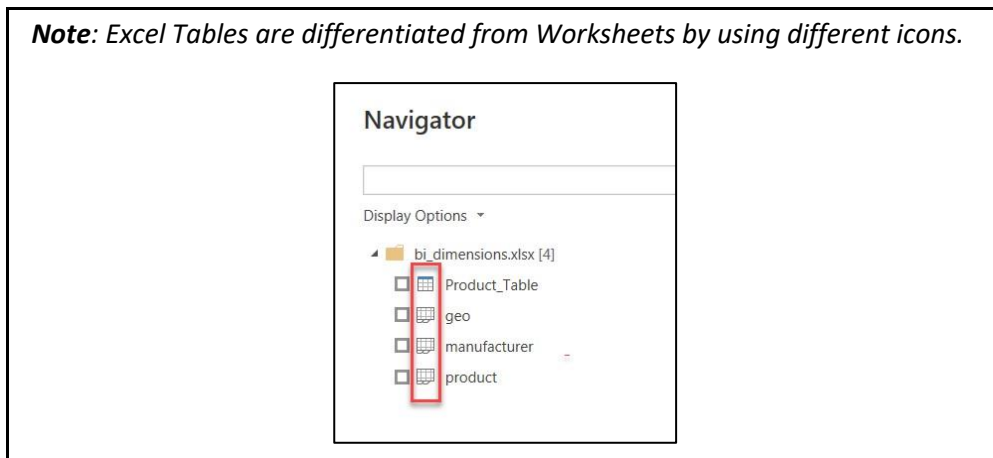 Note: Excel Tables are differentiated from Worksheets by using different icons.
Navigator
Display Options
bi_dimensions.xlsx [4]
Product_Table
geo
manufacturer
product